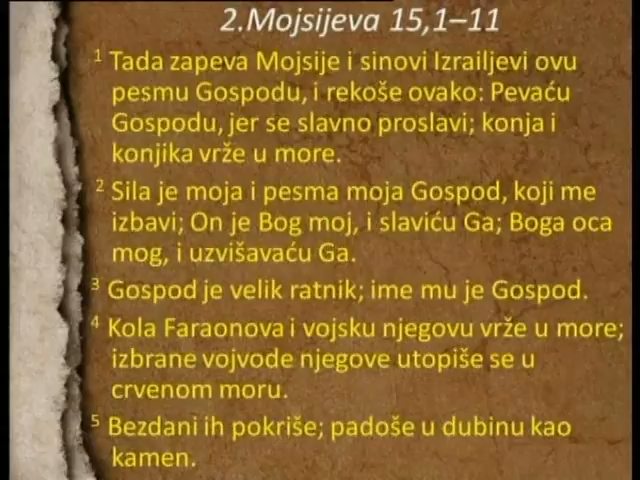 2.Mojsijeva 15,1–11
1 Tada zapeva Mojsije i sinovi Izrailjevi ovu
pesmu Gospodu, i rekoše ovako: Pevaću
Gospodu, jer se slavno proslavi; konja i
konjika vrže u more.
2 Sila je moja i pesma moja Gospod, koji me
izbavi; On je Bog moj, i slaviću Ga; Boga oca
mog, i uzvišavaću Ga.
3 Gospod je velik ratnik; ime mu je Gospod.
4 Kola Faraonova i vojsku njegovu vrže u more;
izbrane vojvode njegove utopiše se u
crvenom moru.
5 Bezdani ih pokriše; padoše u dubinu kao
kamen.